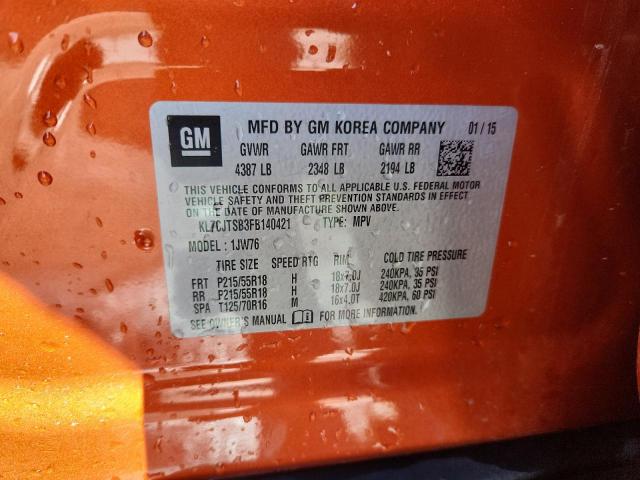 GM MFD BY GM KOREA COMPANY 01 / 15
GVWR GAWR FRT GAWR RR
4387 LB 2348 LB 2194 LB
THIS VEHICLE CONFORMS TO ALL APPLICABLE U.S. FEDERAL MOTOR
VEHICLE SAFETY AND THEFT PREVENTION STANDARDS IN EFFECT
ON THE DATE OF MANUFACTURE SHOWN ABOVE.
KL7CJTSB3FB140421 TYPE: MPV
MODEL: 1JW76
TIRE SIZE SPEED RTG RIM COLD TIRE PRESSURE
FRT P215/55R18 H 18x7.0J 240KPA, 35 PSI
RR P215/55R18 H 18x7.0J 240KPA, 35 PSI
SPA T125/70R16 M 16x4.0T 420KPA, 60 PSI
SEE OWNER'S MANUAL FOR MORE INFORMATION.